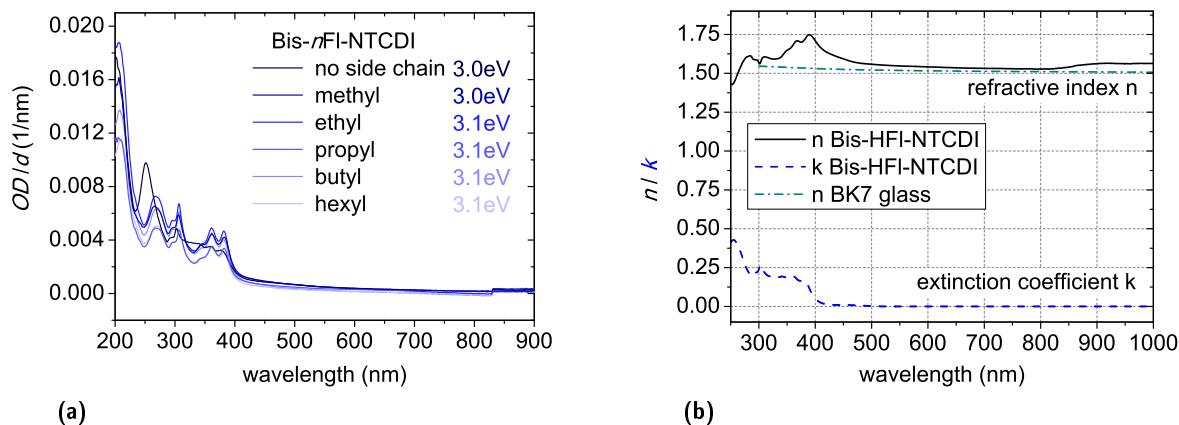 Bis-nFl-NTCDI
no side chain 3.0eV
methyl 3.0eV
ethyl 3.1eV
propyl 3.1eV
butyl 3.1eV
hexyl 3.1eV
OD / d (1/nm)
0.020
0.016
0.012
0.008
0.004
0.000
200 300 400 500 600 700 800 900
wavelength (nm)
(a)
n / k
1.75
1.50
1.25
1.00
0.75
0.50
0.25
0.00
refractive index n
n Bis-HFl-NTCDI
k Bis-HFl-NTCDI
n BK7 glass
extinction coefficient k
300 400 500 600 700 800 900 1000
wavelength (nm)
(b)